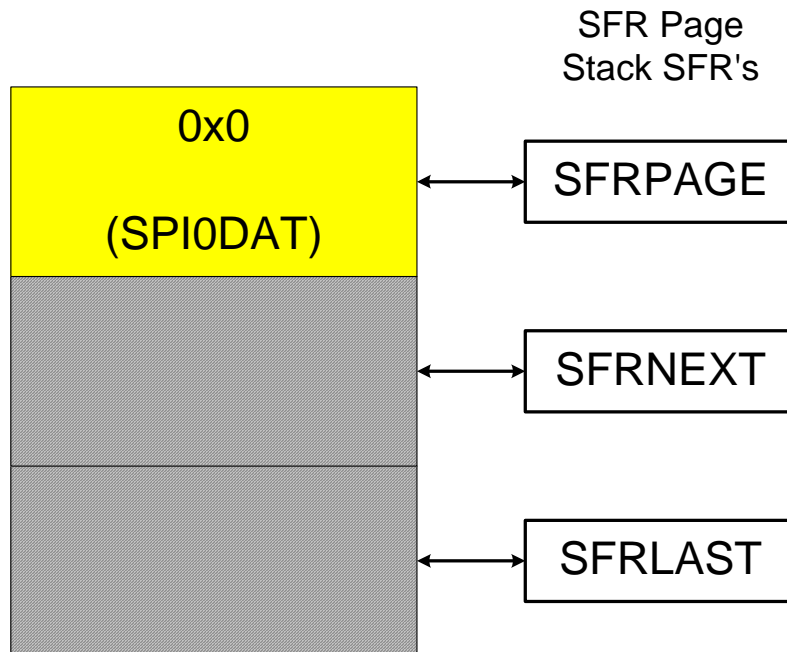 SFR Page
Stack SFR's
0x0
(SPI0DAT)
SFRPAGE
SFRNEXT
SFRLAST